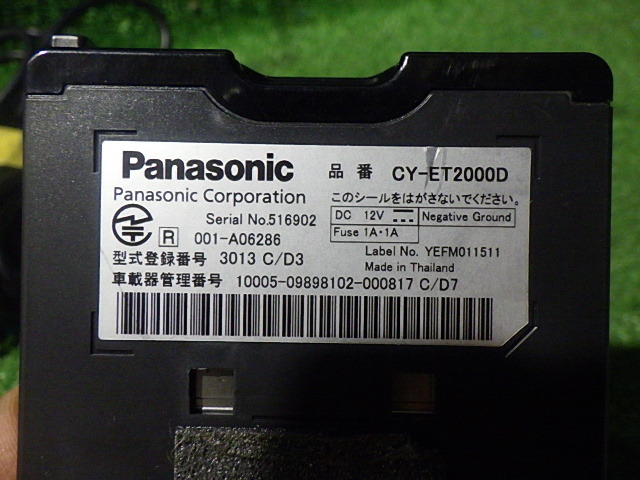 Panasonic 品番 CY-ET2000D
Panasonic Corporation このシールをはがさないでください。
Serial No.516902 DC 12V Negative Ground
R 001-A06286 Fuse 1A・1A
型式登録番号 3013 C/D3 Label No. YEFM011511
Made in Thailand
車載器管理番号 10005-09898102-000817 C/D7